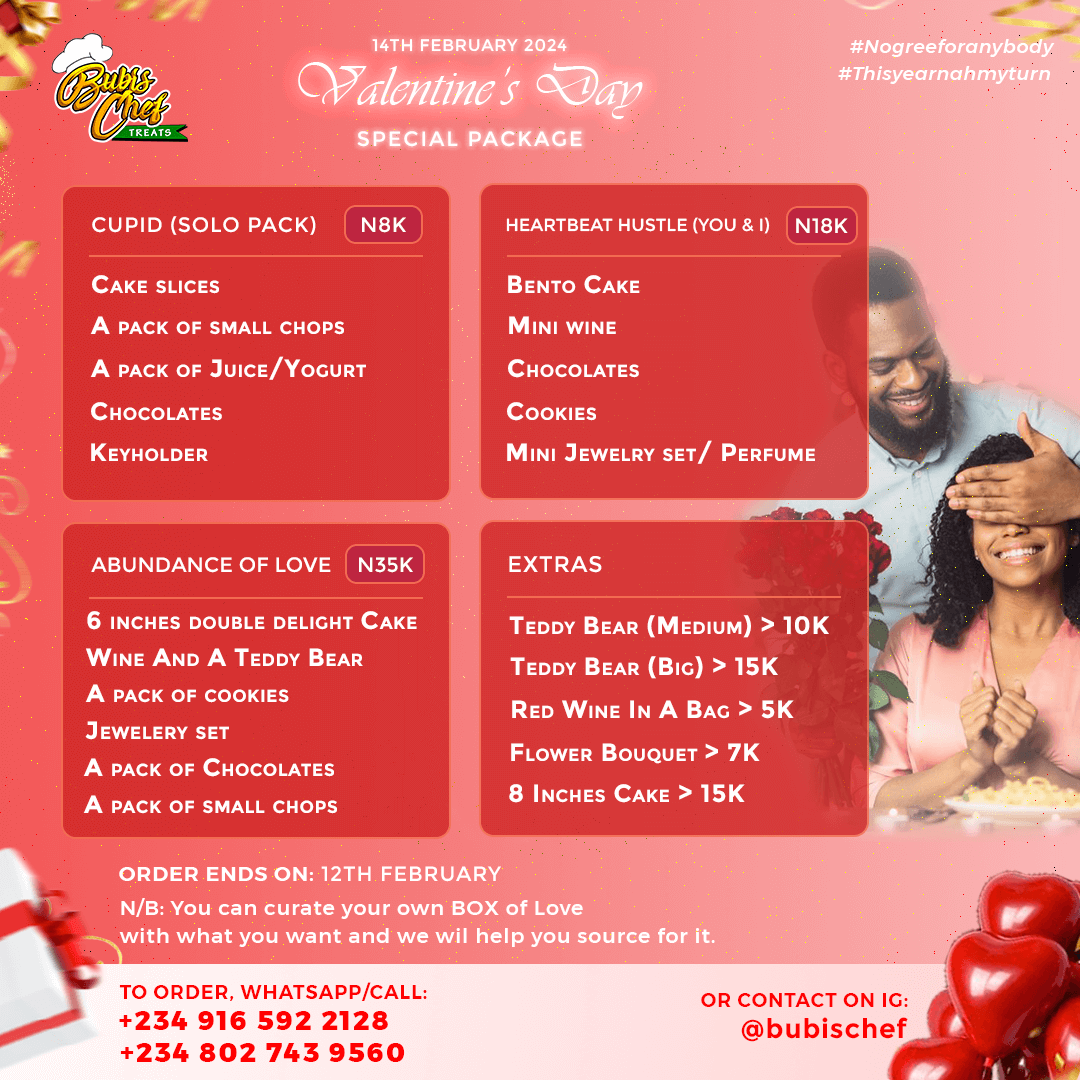 Bubis
Chef
TREATS
14TH FEBRUARY 2024
Valentine's Day
SPECIAL PACKAGE
#Nogreeforanybody
#Thisyearnahmyturn
CUPID (SOLO PACK) N8K
CAKE SLICES
A PACK OF SMALL CHOPS
A PACK OF JUICE/YOGURT
CHOCOLATES
KEYHOLDER
HEARTBEAT HUSTLE (YOU & I) N18K
BENTO CAKE
MINI WINE
CHOCOLATES
COOKIES
MINI JEWELRY SET/ PERFUME
ABUNDANCE OF LOVE N35K
6 INCHES DOUBLE DELIGHT CAKE
WINE AND A TEDDY BEAR
A PACK OF COOKIES
JEWELERY SET
A PACK OF CHOCOLATES
A PACK OF SMALL CHOPS
EXTRAS
TEDDY BEAR (MEDIUM) > 10K
TEDDY BEAR (BIG) > 15K
RED WINE IN A BAG > 5K
FLOWER BOUQUET > 7K
8 INCHES CAKE > 15K
ORDER ENDS ON: 12TH FEBRUARY
N/B: You can curate your own BOX of Love
with what you want and we wil help you source for it.
TO ORDER, WHATSAPP/CALL:
+234 916 592 2128
+234 802 743 9560
OR CONTACT ON IG:
@bubischef